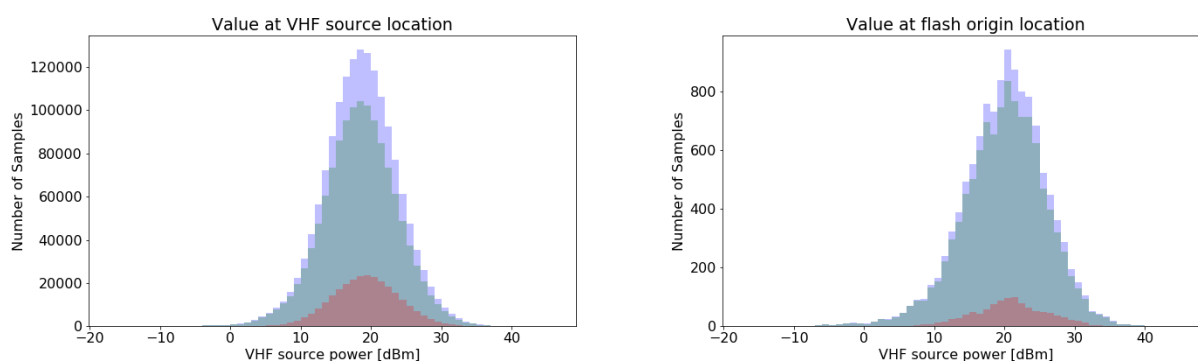 Value at VHF source location
Number of Samples
120000
100000
80000
60000
40000
20000
0
−20 −10 0 10 20 30 40
VHF source power [dBm]
Value at flash origin location
Number of Samples
800
600
400
200
0
−20 −10 0 10 20 30 40
VHF source power [dBm]